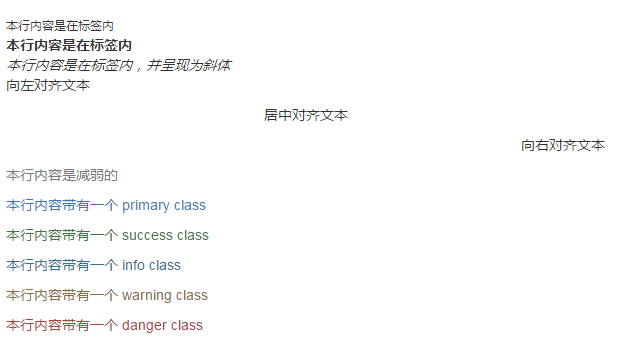 本行内容是在标签内
本行内容是在标签内
本行内容是在标签内，并呈现为斜体
向左对齐文本
居中对齐文本
向右对齐文本
本行内容是减弱的
本行内容带有一个 primary class
本行内容带有一个 success class
本行内容带有一个 info class
本行内容带有一个 warning class
本行内容带有一个 danger class